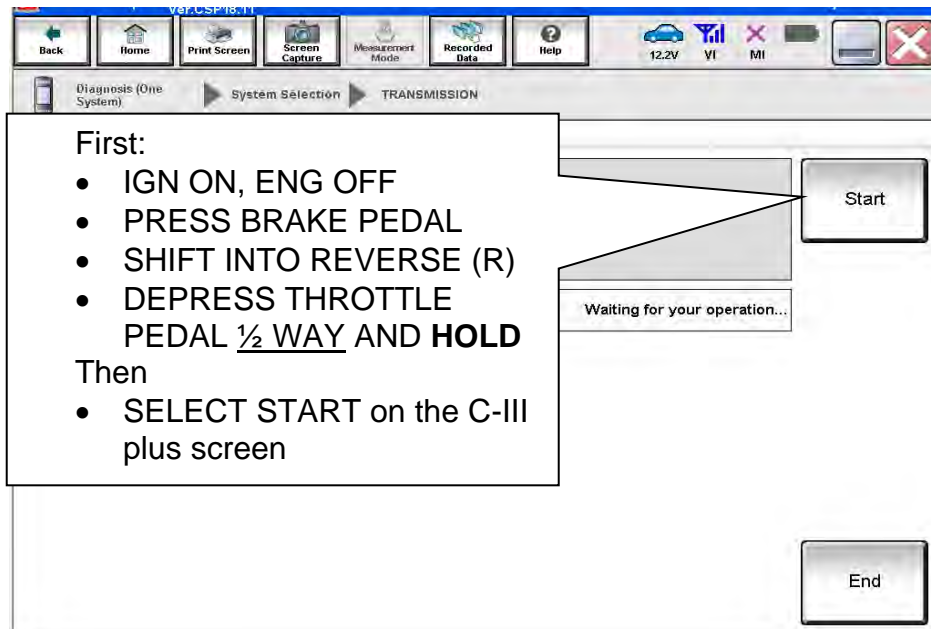 Ver.CSP18.11
Back
Home
Print Screen
Screen
Capture
Measurement
Mode
Recorded
Data
Help
12.2V
VI
MI
Diagnosis (One
System)
System Selection
TRANSMISSION
First:
• IGN ON, ENG OFF
• PRESS BRAKE PEDAL
• SHIFT INTO REVERSE (R)
• DEPRESS THROTTLE
PEDAL ½ WAY AND HOLD
Then
• SELECT START on the C-III
plus screen
Start
Waiting for your operation...
End